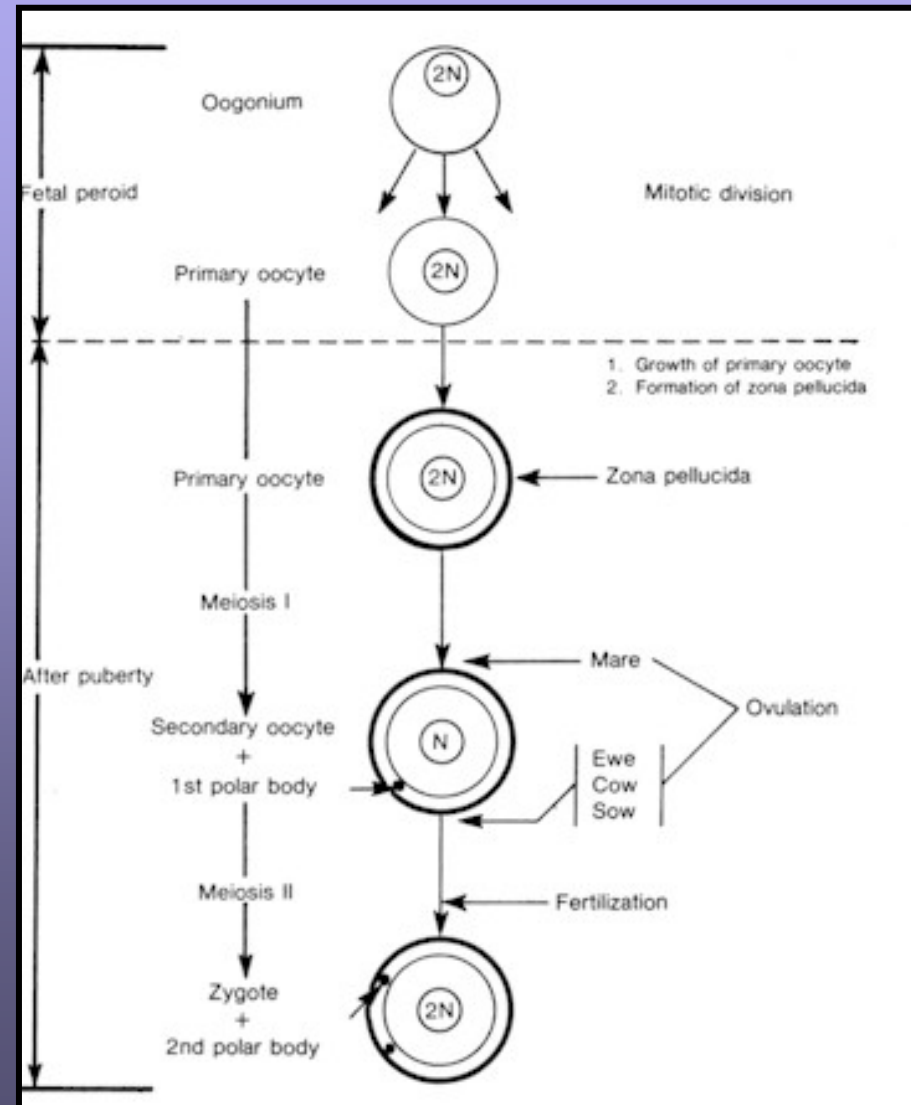 2N
Oogonium
Fetal peroid
Mitotic division
Primary oocyte
2N
1. Growth of primary oocyte
2. Formation of zona pellucida
Primary oocyte
2N
Zona pellucida
Meiosis I
After puberty
Mare
Ovulation
Secondary oocyte
+
1st polar body
N
Ewe
Cow
Sow
Meiosis II
Fertilization
Zygote
+
2nd polar body
2N